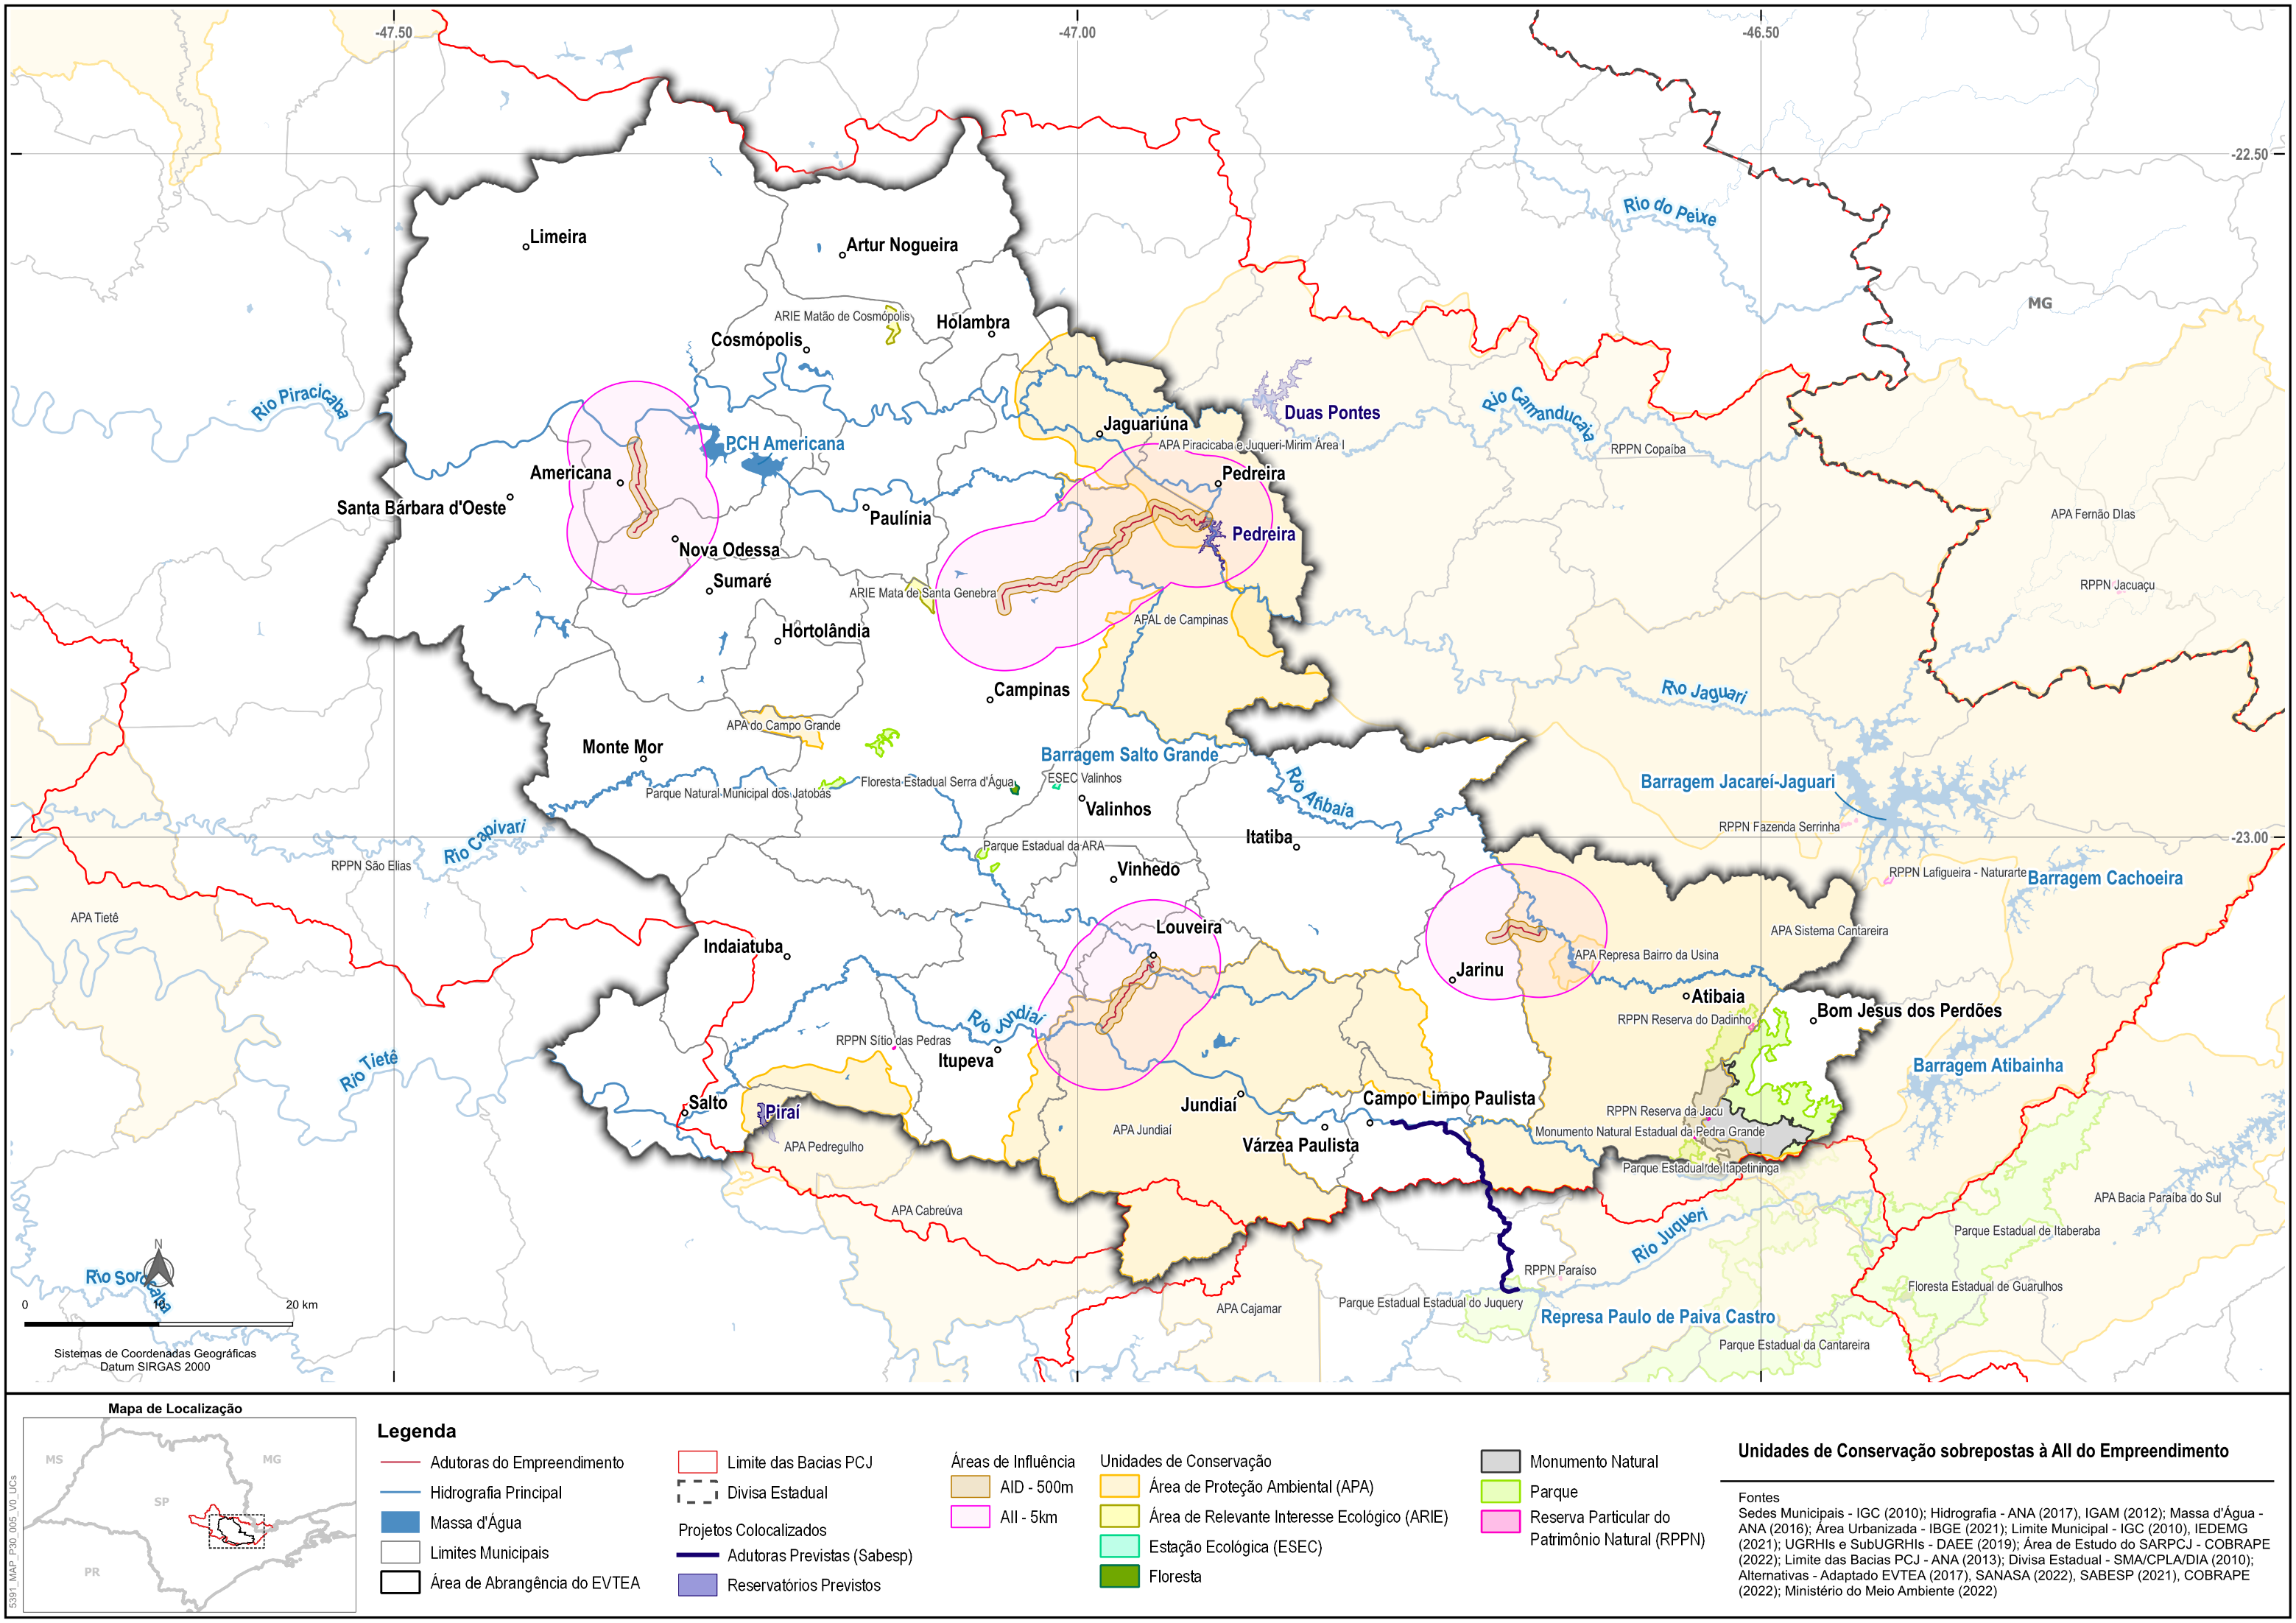 -47.50
-47.00
-46.50
-22.50
Rio do Peixe
Limeira
Artur Nogueira
MG
ARIE Matão de Cosmópolis
Holambra
Cosmópolis
Rio Piracicaba
Duas Pontes
Rio Camanducaia
Jaguariúna
PCH Americana
APA Piracicaba e Juqueri-Mirim Área I
RPPN Copaíba
Americana
Pedreira
Santa Bárbara d'Oeste
Paulínia
APA Fernão DIas
Pedreira
Nova Odessa
Sumaré
RPPN Jacuaçu
ARIE Mata de Santa Genebra
APAL de Campinas
Hortolândia
Campinas
Rio Jaguari
APA do Campo Grande
Monte Mor
Barragem Salto Grande
Floresta Estadual Serra d'Água
ESEC Valinhos
Rio Atibaia
Barragem Jacareí-Jaguari
Parque Natural Municipal dos Jatobás
Valinhos
RPPN Fazenda Serrinha
Rio Capivari
Itatiba
-23.00
Parque Estadual da ARA
RPPN São Elias
Vinhedo
RPPN Lafigueira - Naturarte
Barragem Cachoeira
APA Tietê
Louveira
APA Sistema Cantareira
Indaiatuba
APA Represa Bairro da Usina
Jarinu
Atibaia
Bom Jesus dos Perdões
Rio Jundiaí
RPPN Reserva do Dadinho
RPPN Sítio das Pedras
Itupeva
Rio Tietê
Barragem Atibainha
Salto
Piraí
Jundiaí
Campo Limpo Paulista
RPPN Reserva da Jacu
APA Jundiaí
Monumento Natural Estadual da Pedra Grande
APA Pedregulho
Várzea Paulista
Parque Estadual de Itapetininga
APA Bacia Paraíba do Sul
APA Cabreúva
Rio Juqueri
Parque Estadual de Itaberaba
N
Rio Sorocaba
RPPN Paraíso
Floresta Estadual de Guarulhos
0 10 20 km
APA Cajamar
Parque Estadual Estadual do Juquery
Represa Paulo de Paiva Castro
Parque Estadual da Cantareira
Sistemas de Coordenadas Geográficas
Datum SIRGAS 2000
Mapa de Localização
MS
MG
SP
PR
5391_MAP_P30_005_V0_UCs
Legenda
Adutoras do Empreendimento
Hidrografia Principal
Massa d'Água
Limites Municipais
Área de Abrangência do EVTEA
Limite das Bacias PCJ
Divisa Estadual
Projetos Colocalizados
Adutoras Previstas (Sabesp)
Reservatórios Previstos
Áreas de Influência
AID - 500m
AII - 5km
Unidades de Conservação
Área de Proteção Ambiental (APA)
Área de Relevante Interesse Ecológico (ARIE)
Estação Ecológica (ESEC)
Floresta
Monumento Natural
Parque
Reserva Particular do
Patrimônio Natural (RPPN)
Unidades de Conservação sobrepostas à AII do Empreendimento
Fontes
Sedes Municipais - IGC (2010); Hidrografia - ANA (2017), IGAM (2012); Massa d'Água -
ANA (2016); Área Urbanizada - IBGE (2021); Limite Municipal - IGC (2010), IEDEMG
(2021); UGRHIs e SubUGRHIs - DAEE (2019); Área de Estudo do SARPCJ - COBRAPE
(2022); Limite das Bacias PCJ - ANA (2013); Divisa Estadual - SMA/CPLA/DIA (2010);
Alternativas - Adaptado EVTEA (2017), SANASA (2022), SABESP (2021), COBRAPE
(2022); Ministério do Meio Ambiente (2022)